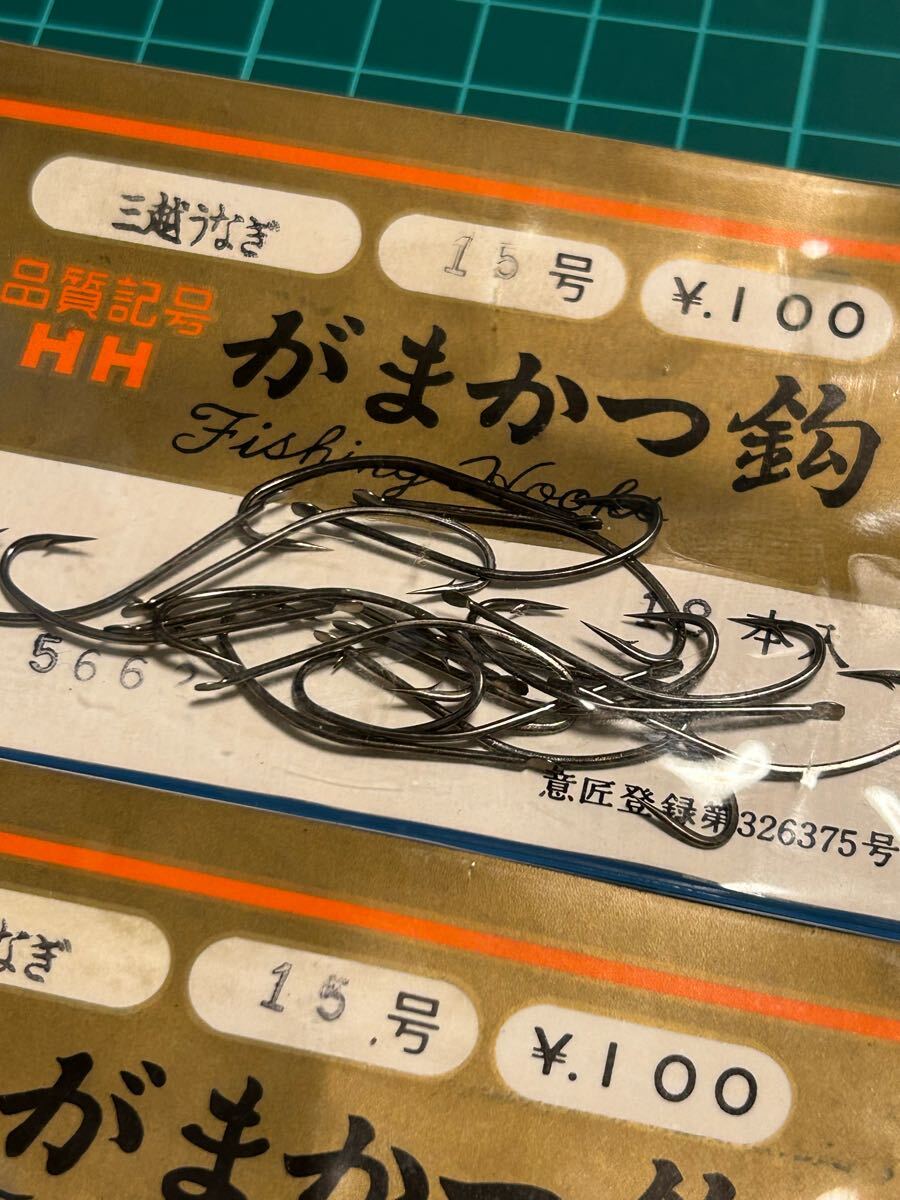 三越うなぎ 15号 ¥.100
品質記号
HH
がまかつ鈎
Fishing Hooks
本入
566
意匠登録第326375号
なぎ 15号 ¥.100
がまかつ